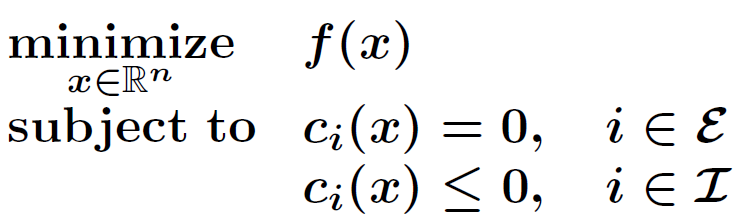 minimize f(x)
x∈ℝⁿ
subject to cᵢ(x) = 0, i ∈ ℰ
cᵢ(x) ≤ 0, i ∈ ℐ